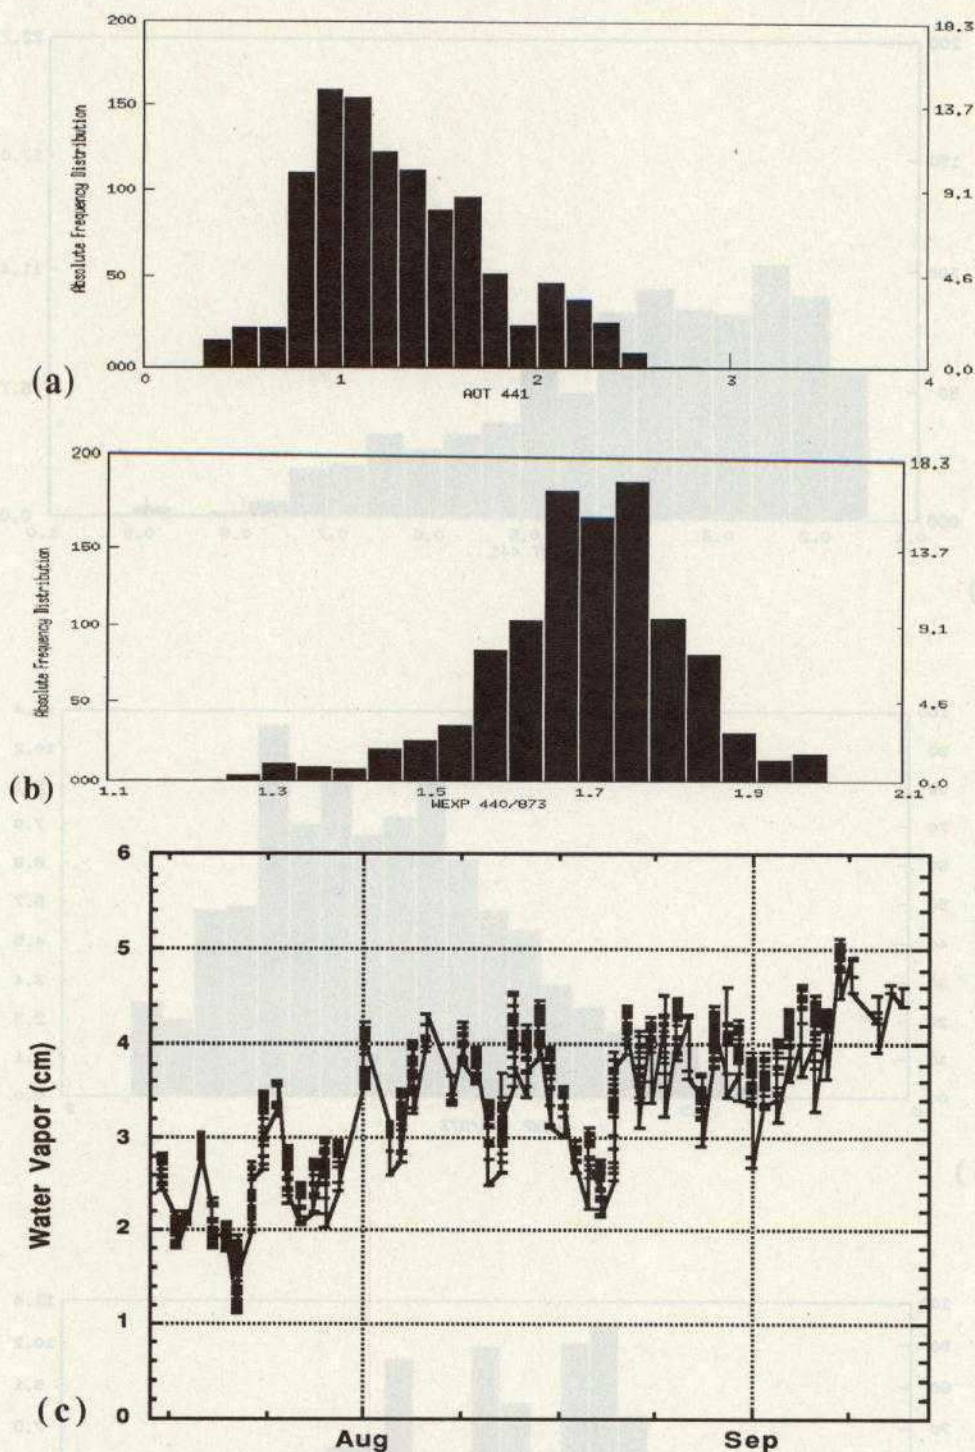 200
150
100
50
000
18.3
13.7
9.1
4.6
0.0
Absolute Frequency Distribution
0 1 2 3 4
AOT 441
(a)
200
150
100
50
000
18.3
13.7
9.1
4.6
0.0
Absolute Frequency Distribution
1.1 1.3 1.5 1.7 1.9 2.1
WEXP 440/873
(b)
6
5
4
3
2
1
0
Water Vapor (cm)
Aug Sep
(c)